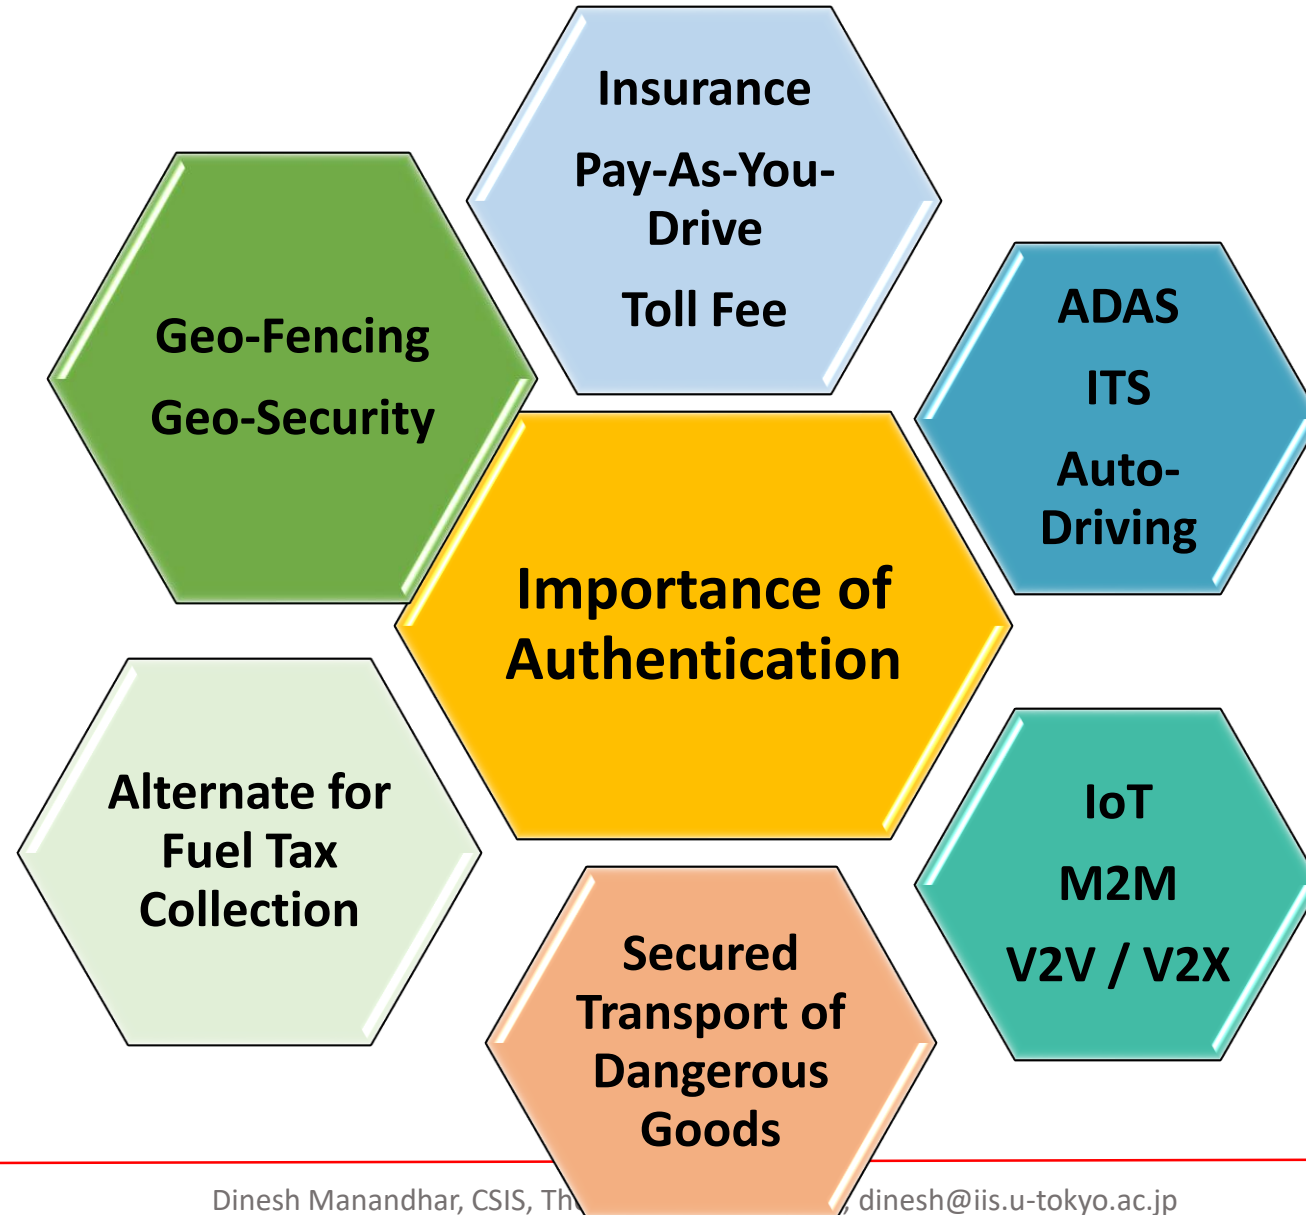 Insurance
Pay-As-You-
Drive
Toll Fee
Geo-Fencing
Geo-Security
ADAS
ITS
Auto-
Driving
Importance of
Authentication
Alternate for
Fuel Tax
Collection
IoT
M2M
V2V / V2X
Secured
Transport of
Dangerous
Goods
Dinesh Manandhar, CSIS, , dinesh@iis.u-tokyo.ac.jp